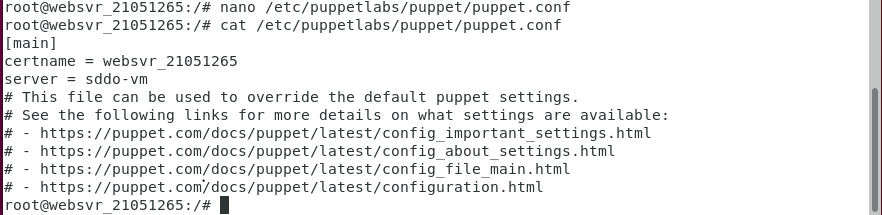 root@websvr_21051265:/# nano /etc/puppetlabs/puppet/puppet.conf
root@websvr_21051265:/# cat /etc/puppetlabs/puppet/puppet.conf
[main]
certname = websvr_21051265
server = sddo-vm
# This file can be used to override the default puppet settings.
# See the following links for more details on what settings are available:
# - https://puppet.com/docs/puppet/latest/config_important_settings.html
# - https://puppet.com/docs/puppet/latest/config_about_settings.html
# - https://puppet.com/docs/puppet/latest/config_file_main.html
# - https://puppet.com/docs/puppet/latest/configuration.html
root@websvr_21051265:/#